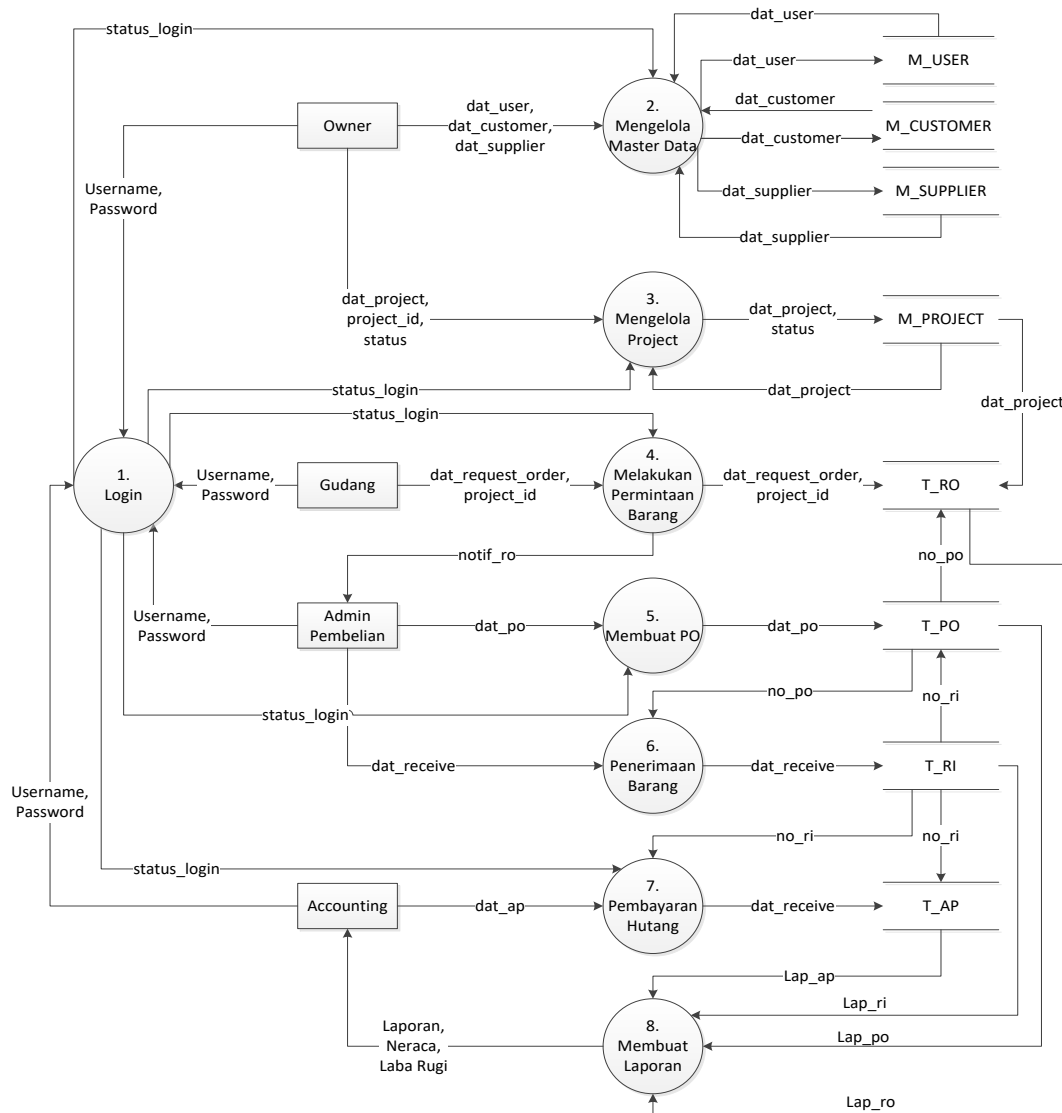 dat_user
status_login
M_USER
dat_user
2.
Mengelola
Master Data
dat_customer
dat_user,
dat_customer,
dat_supplier
Owner
M_CUSTOMER
dat_customer
Username,
Password
dat_supplier
M_SUPPLIER
dat_supplier
dat_project,
project_id,
status
3.
Mengelola
Project
dat_project,
status
M_PROJECT
status_login
dat_project
dat_project
status_login
1.
Login
Username,
Password
Gudang
dat_request_order,
project_id
4.
Melakukan
Permintaan
Barang
dat_request_order,
project_id
T_RO
notif_ro
no_po
Username,
Password
Admin
Pembelian
dat_po
5.
Membuat PO
dat_po
T_PO
no_po
no_ri
status_login
dat_receive
6.
Penerimaan
Barang
dat_receive
T_RI
Username,
Password
no_ri
no_ri
status_login
Accounting
dat_ap
7.
Pembayaran
Hutang
dat_receive
T_AP
Lap_ap
Lap_ri
Laporan,
Neraca,
Laba Rugi
8.
Membuat
Laporan
Lap_po
Lap_ro